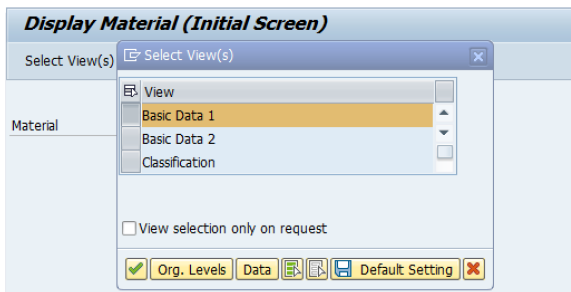 Display Material (Initial Screen)
Select View(s)
Select View(s)
View
Basic Data 1
Basic Data 2
Classification
Material
View selection only on request
Org. Levels Data Default Setting